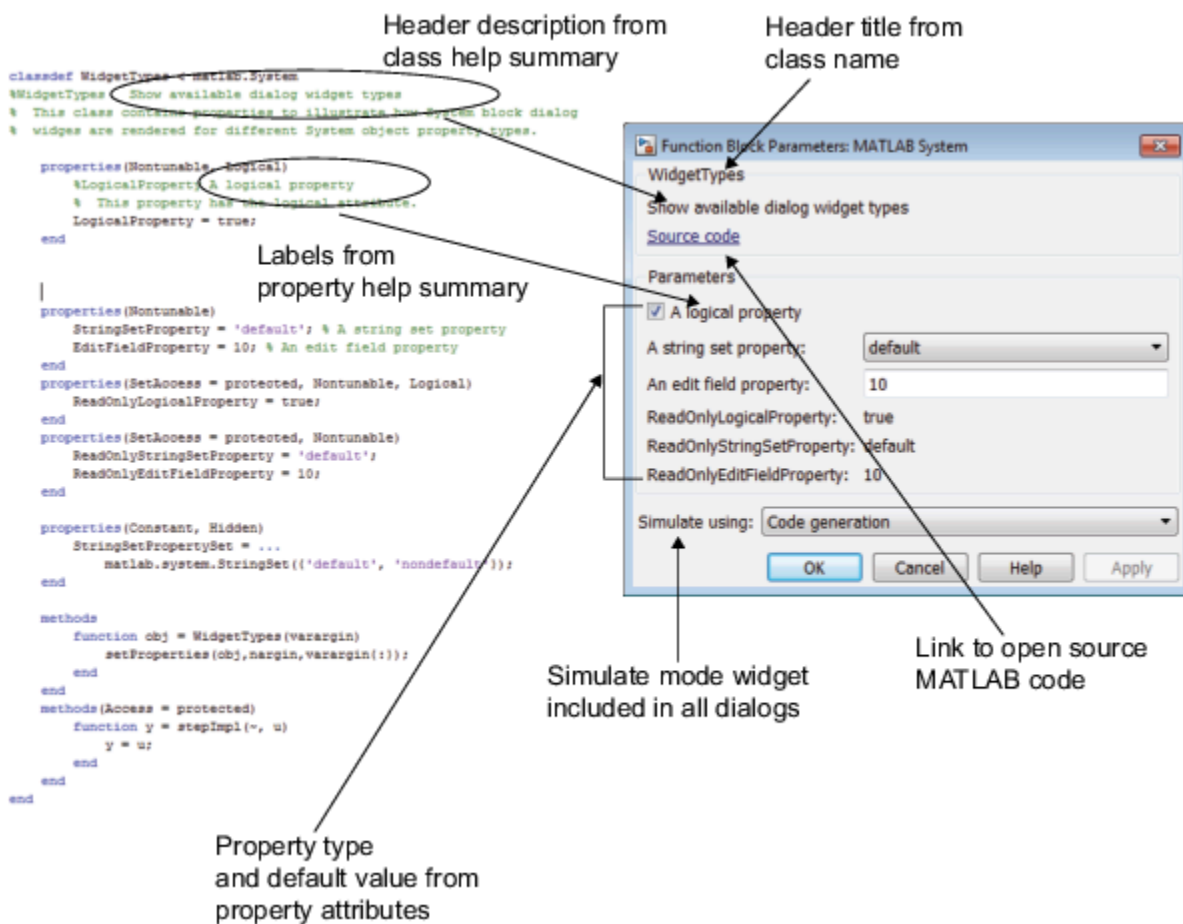 Header description from
class help summary
Header title from
class name
classdef WidgetTypes < matlab.System
%WidgetTypes Show available dialog widget types
% This class contains properties to illustrate how System block dialog
% widges are rendered for different System object property types.
properties(Nontunable, Logical)
%LogicalProperty A logical property
% This property has the logical attribute.
LogicalProperty = true;
end
Labels from
property help summary
properties(Nontunable)
StringSetProperty = 'default'; % A string set property
EditFieldProperty = 10; % An edit field property
end
properties(SetAccess = protected, Nontunable, Logical)
ReadOnlyLogicalProperty = true;
end
properties(SetAccess = protected, Nontunable)
ReadOnlyStringSetProperty = 'default';
ReadOnlyEditFieldProperty = 10;
end
properties(Constant, Hidden)
StringSetPropertySet = ...
matlab.system.StringSet({'default', 'nondefault'});
end
methods
function obj = WidgetTypes(varargin)
setProperties(obj,nargin,varargin{:});
end
end
methods(Access = protected)
function y = stepImpl(~, u)
y = u;
end
end
end
Function Block Parameters: MATLAB System
WidgetTypes
Show available dialog widget types
Source code
Parameters
A logical property
A string set property: default
An edit field property: 10
ReadOnlyLogicalProperty: true
ReadOnlyStringSetProperty: default
ReadOnlyEditFieldProperty: 10
Simulate using: Code generation
OK Cancel Help Apply
Simulate mode widget
included in all dialogs
Link to open source
MATLAB code
Property type
and default value from
property attributes